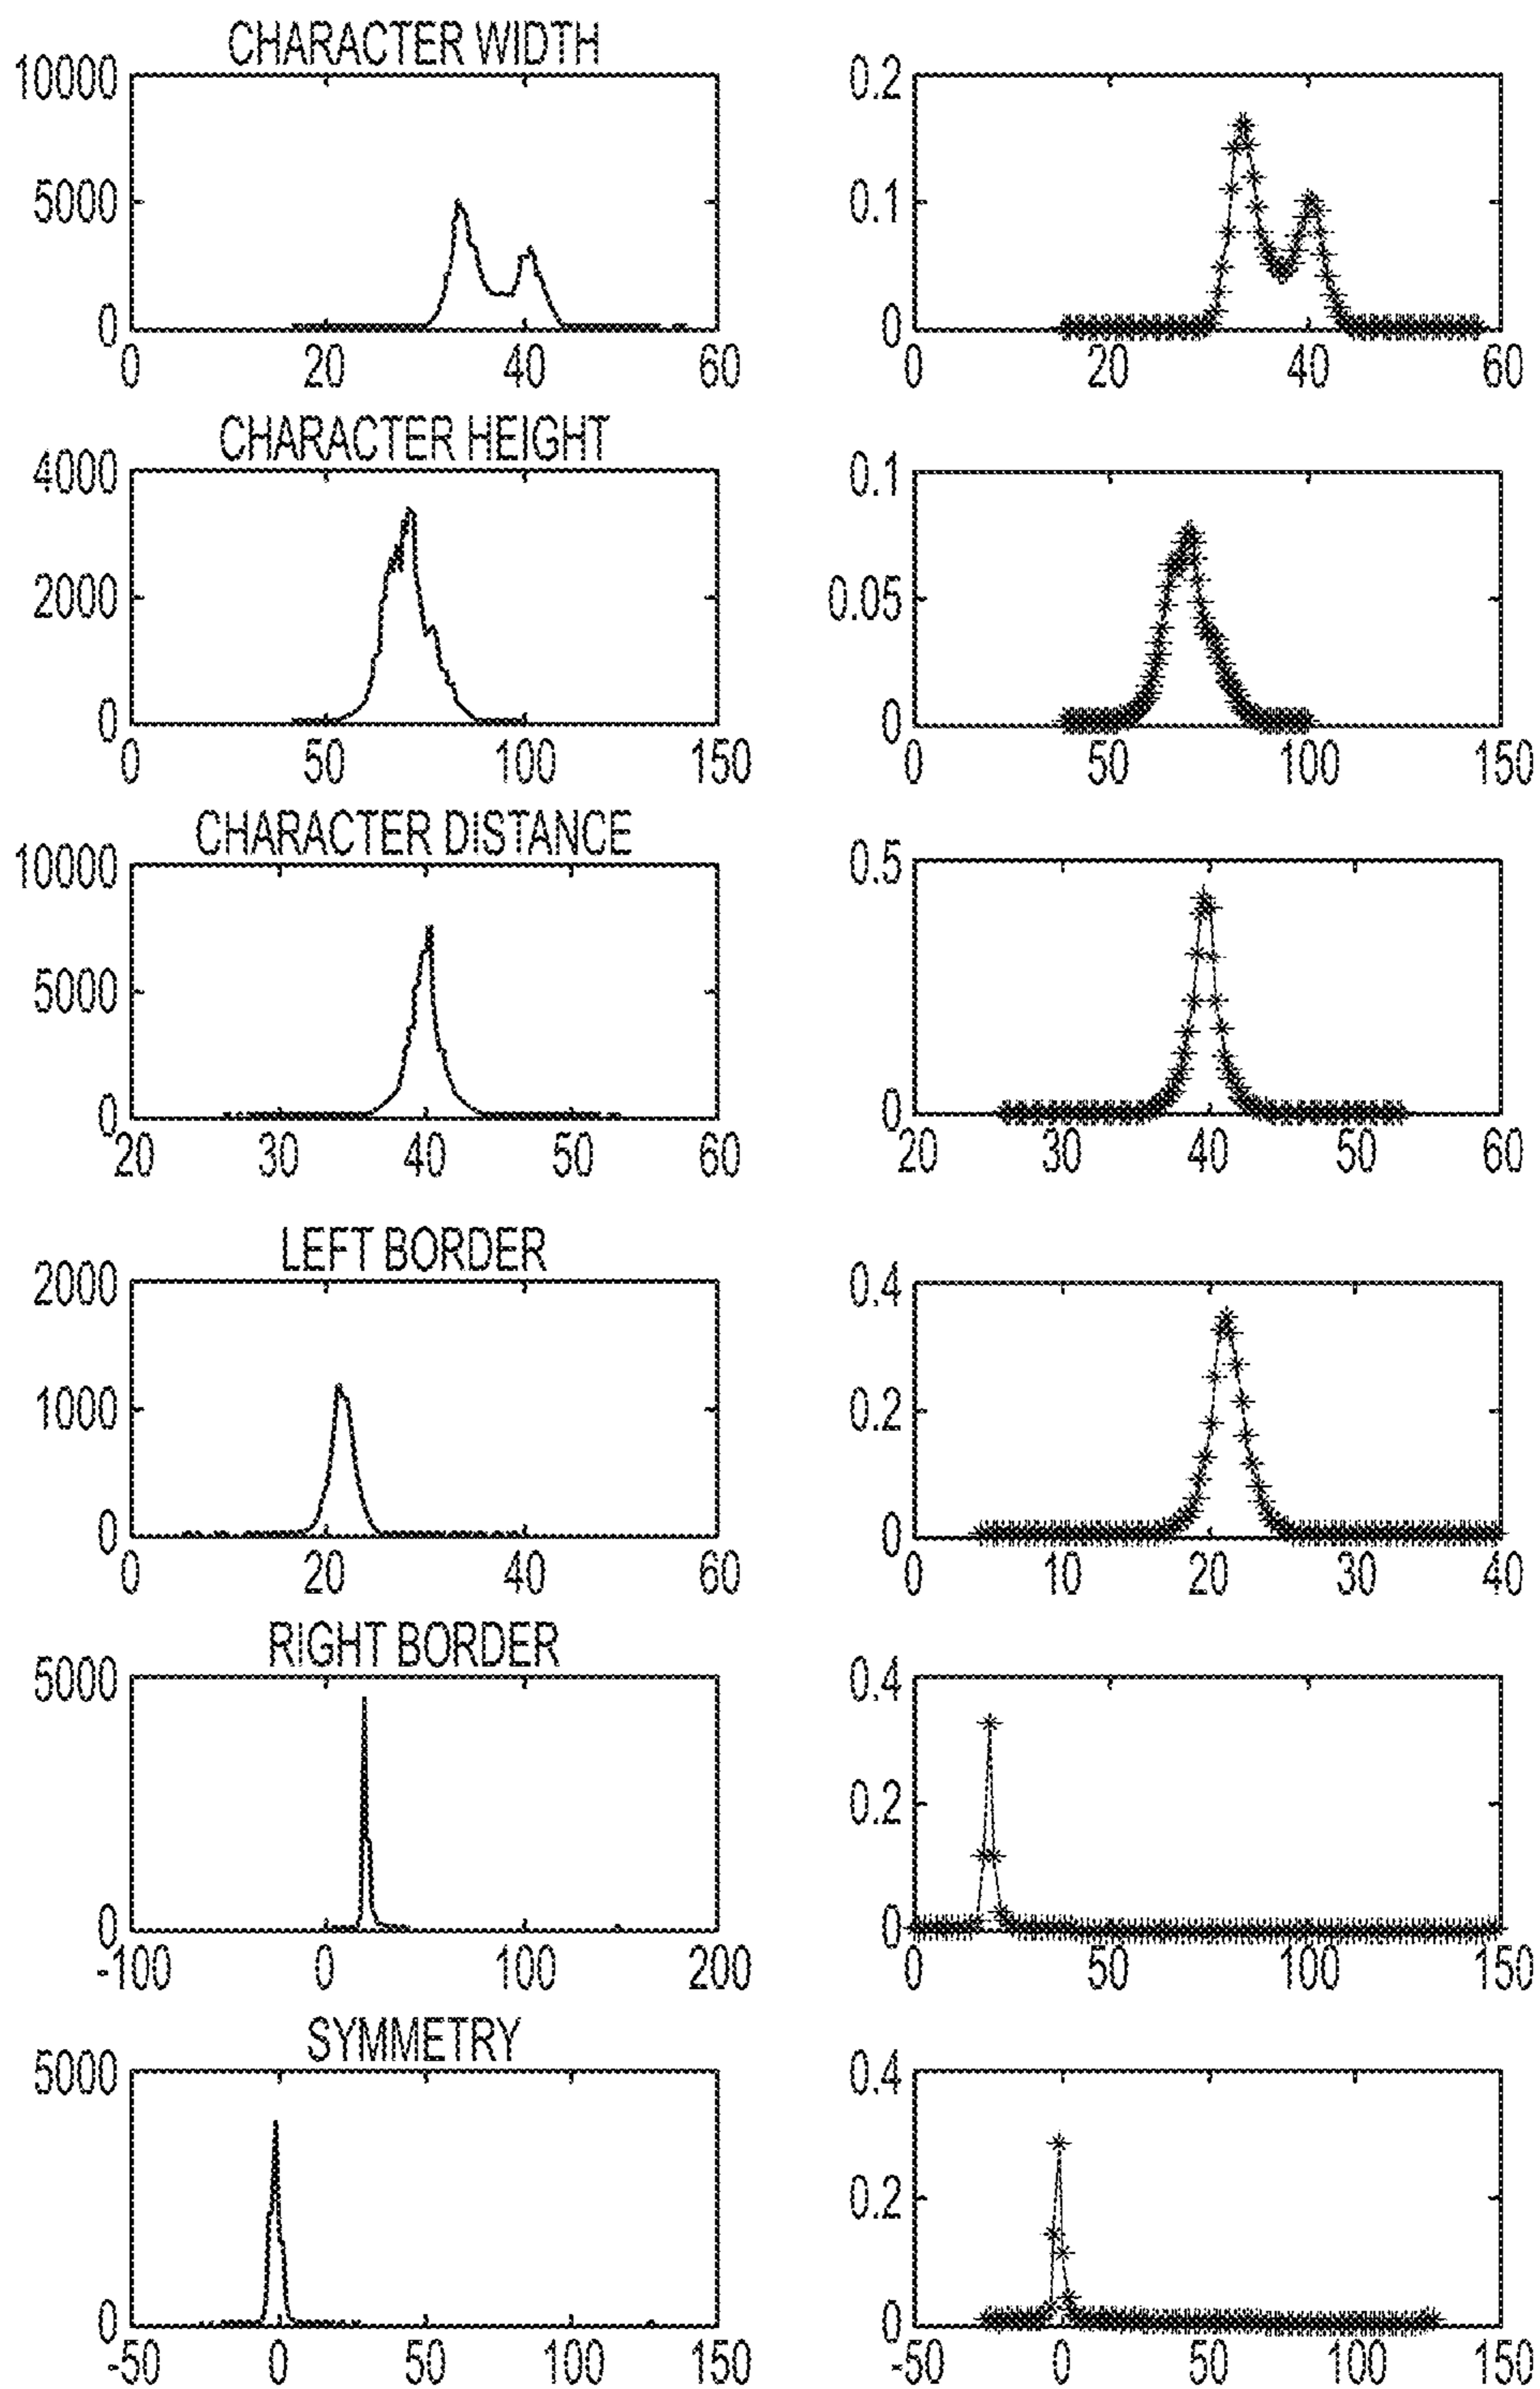 CHARACTER WIDTH
10000 0.2
5000 0.1
0 0
0 20 40 60 0 20 40 60
CHARACTER HEIGHT
4000 0.1
2000 0.05
0 0
0 50 100 150 0 50 100 150
CHARACTER DISTANCE
10000 0.5
5000
0 0
20 30 40 50 60 20 30 40 50 60
LEFT BORDER
2000 0.4
1000 0.2
0 0
0 20 40 60 0 10 20 30 40
RIGHT BORDER
5000 0.4
0.2
0 0
-100 0 100 200 0 50 100 150
SYMMETRY
5000 0.4
0.2
0 0
-50 0 50 100 150 -50 0 50 100 150